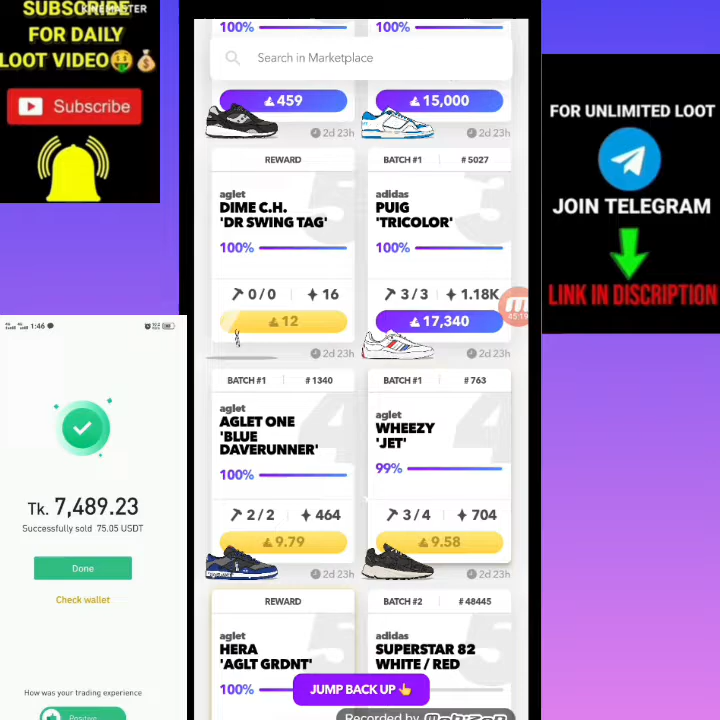 SUBSCRIBE
KINEMASTER
FOR DAILY
LOOT VIDEO🤑💰
Subscribe
100%
100%
Search in Marketplace
459
15,000
2d 23h
2d 23h
REWARD
aglet
DIME C.H.
'DR SWING TAG'
100%
0/0
16
12
2d 23h
BATCH #1
# 5027
adidas
PUIG
'TRICOLOR'
100%
3/3
1.18K
17,340
2d 23h
BATCH #1
# 1340
aglet
AGLET ONE
'BLUE
DAVERUNNER'
100%
2/2
464
9.79
2d 23h
BATCH #1
# 763
aglet
WHEEZY
'JET'
99%
3/4
704
9.58
2d 23h
REWARD
aglet
HERA
'AGLT GRDNT'
100%
BATCH #2
# 48445
adidas
SUPERSTAR 82
WHITE / RED
JUMP BACK UP👆
Recorded by
45:19
FOR UNLIMITED LOOT
JOIN TELEGRAM
LINK IN DISCRIPTION
1:46
Tk. 7,489.23
Successfully sold 75.05 USDT
Done
Check wallet
How was your trading experience
Positive